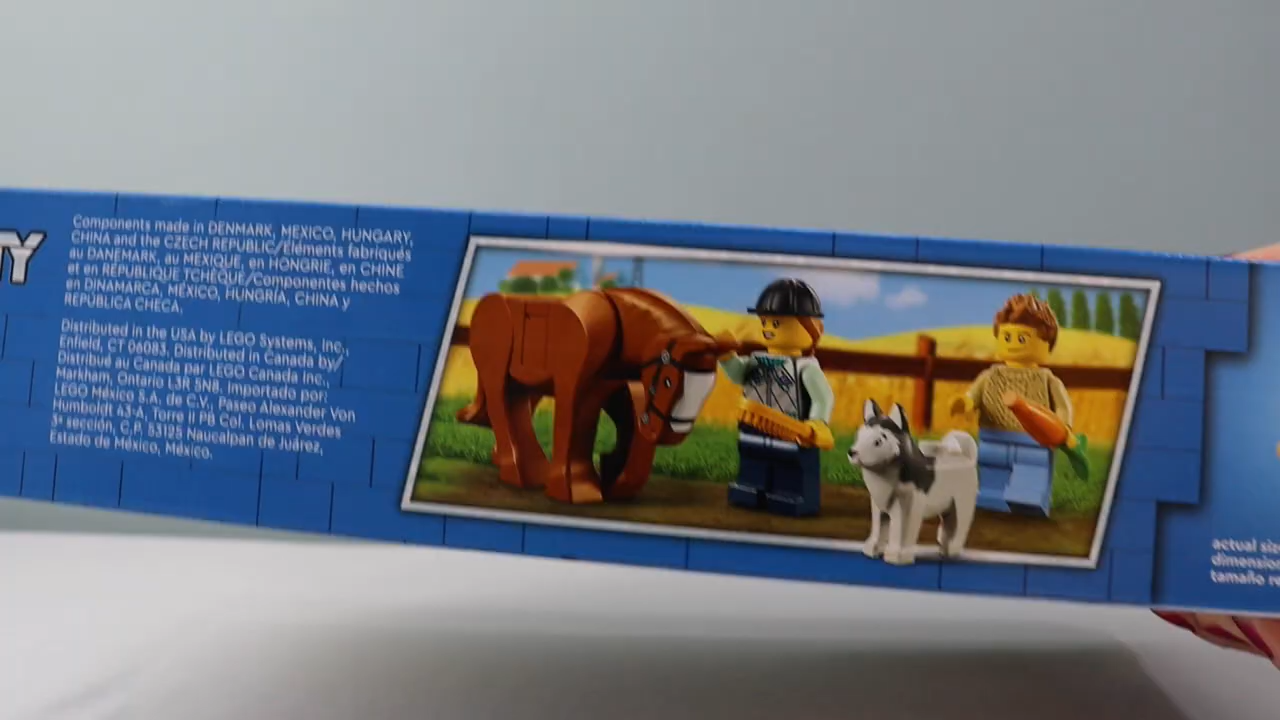 TY
Components made in DENMARK, MEXICO, HUNGARY,
CHINA and the CZECH REPUBLIC/Éléments fabriqués
au DANEMARK, au MEXIQUE, en HONGRIE, en CHINE
et en RÉPUBLIQUE TCHÈQUE/Componentes hechos
en DINAMARCA, MÉXICO, HUNGRÍA, CHINA y
REPÚBLICA CHECA.
Distributed in the USA by LEGO Systems, Inc.,
Enfield, CT 06083. Distributed in Canada by/
Distribué au Canada par LEGO Canada Inc.,
Markham, Ontario L3R 5N8. Importado por:
LEGO México S.A. de C.V., Paseo Alexander Von
Humboldt 43-A, Torre II PB Col. Lomas Verdes
3ª sección, C.P. 53125 Naucalpan de Juárez,
Estado de México, México.
actual siz
dimension
tamaño re